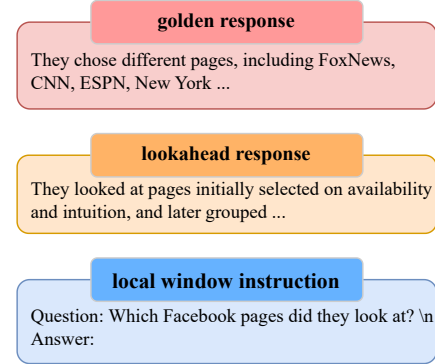 golden response
They chose different pages, including FoxNews,
CNN, ESPN, New York ...
lookahead response
They looked at pages initially selected on availability
and intuition, and later grouped ...
local window instruction
Question: Which Facebook pages did they look at? \n
Answer: